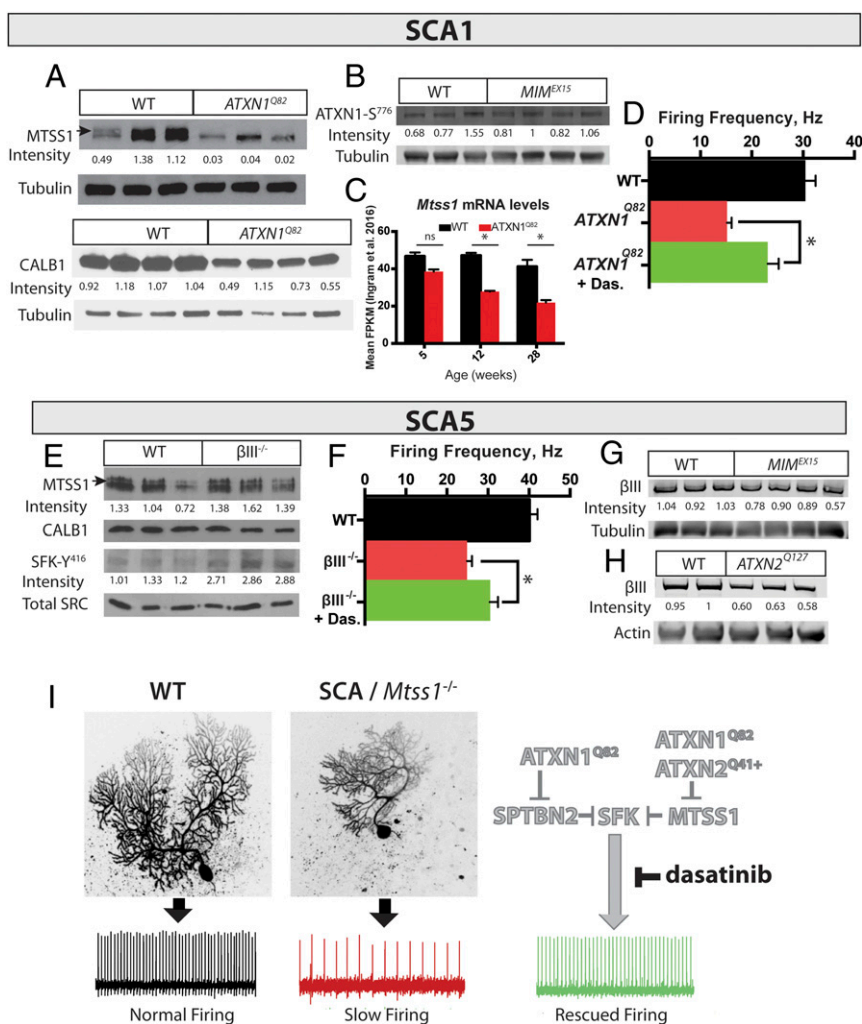 SCA1
A
WT ATXN1Q82
MTSS1
Intensity
0.49 1.38 1.12 0.03 0.04 0.02
Tubulin
WT ATXN1Q82
CALB1
Intensity
0.92 1.18 1.07 1.04 0.49 1.15 0.73 0.55
Tubulin
B
WT MIMEX15
ATXN1-S776
Intensity
0.68 0.77 1.55 0.81 1 0.82 1.06
Tubulin
C
Mtss1 mRNA levels
WT ATXN1Q82
ns * *
Mean FPKM (Ingram et al. 2016)
60
40
20
0
5 12 28
Age (weeks)
D
Firing Frequency, Hz
0 10 20 30 40
WT
ATXN1Q82
ATXN1Q82
+ Das.
*
SCA5
E
WT βIII-/-
MTSS1
Intensity
1.33 1.04 0.72 1.38 1.62 1.39
CALB1
SFK-Y416
Intensity
1.01 1.33 1.2 2.71 2.86 2.88
Total SRC
F
Firing Frequency, Hz
0 10 20 30 40 50
WT
βIII-/-
βIII-/-
+ Das.
*
G
WT MIMEX15
βIII
Intensity
1.04 0.92 1.03 0.78 0.90 0.89 0.57
Tubulin
H
WT ATXN2Q127
βIII
Intensity
0.95 1 0.60 0.63 0.58
Actin
I
WT
SCA / Mtss1-/-
ATXN1Q82
ATXN1Q82
ATXN2Q41+
SPTBN2 SFK MTSS1
dasatinib
Normal Firing
Slow Firing
Rescued Firing